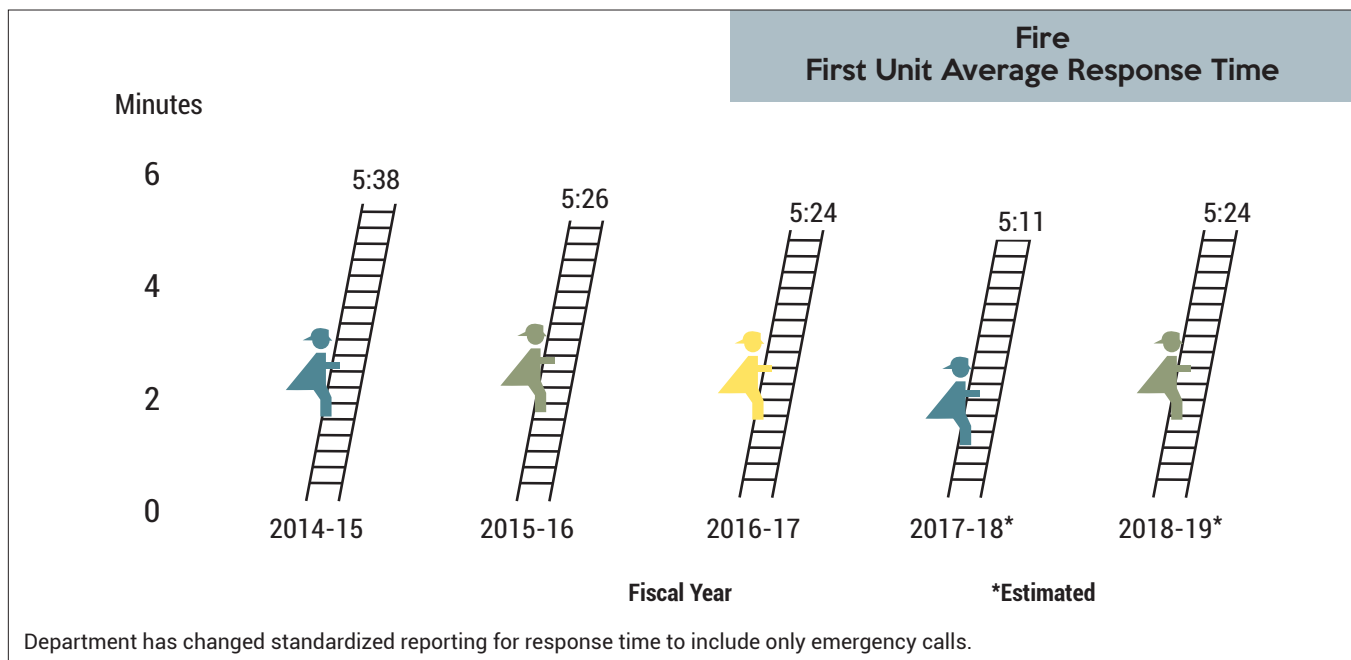 Fire
First Unit Average Response Time
Minutes
6
4
2
0
5:38
5:26
5:24
5:11
5:24
2014-15
2015-16
2016-17
2017-18*
2018-19*
Fiscal Year
*Estimated
Department has changed standardized reporting for response time to include only emergency calls.